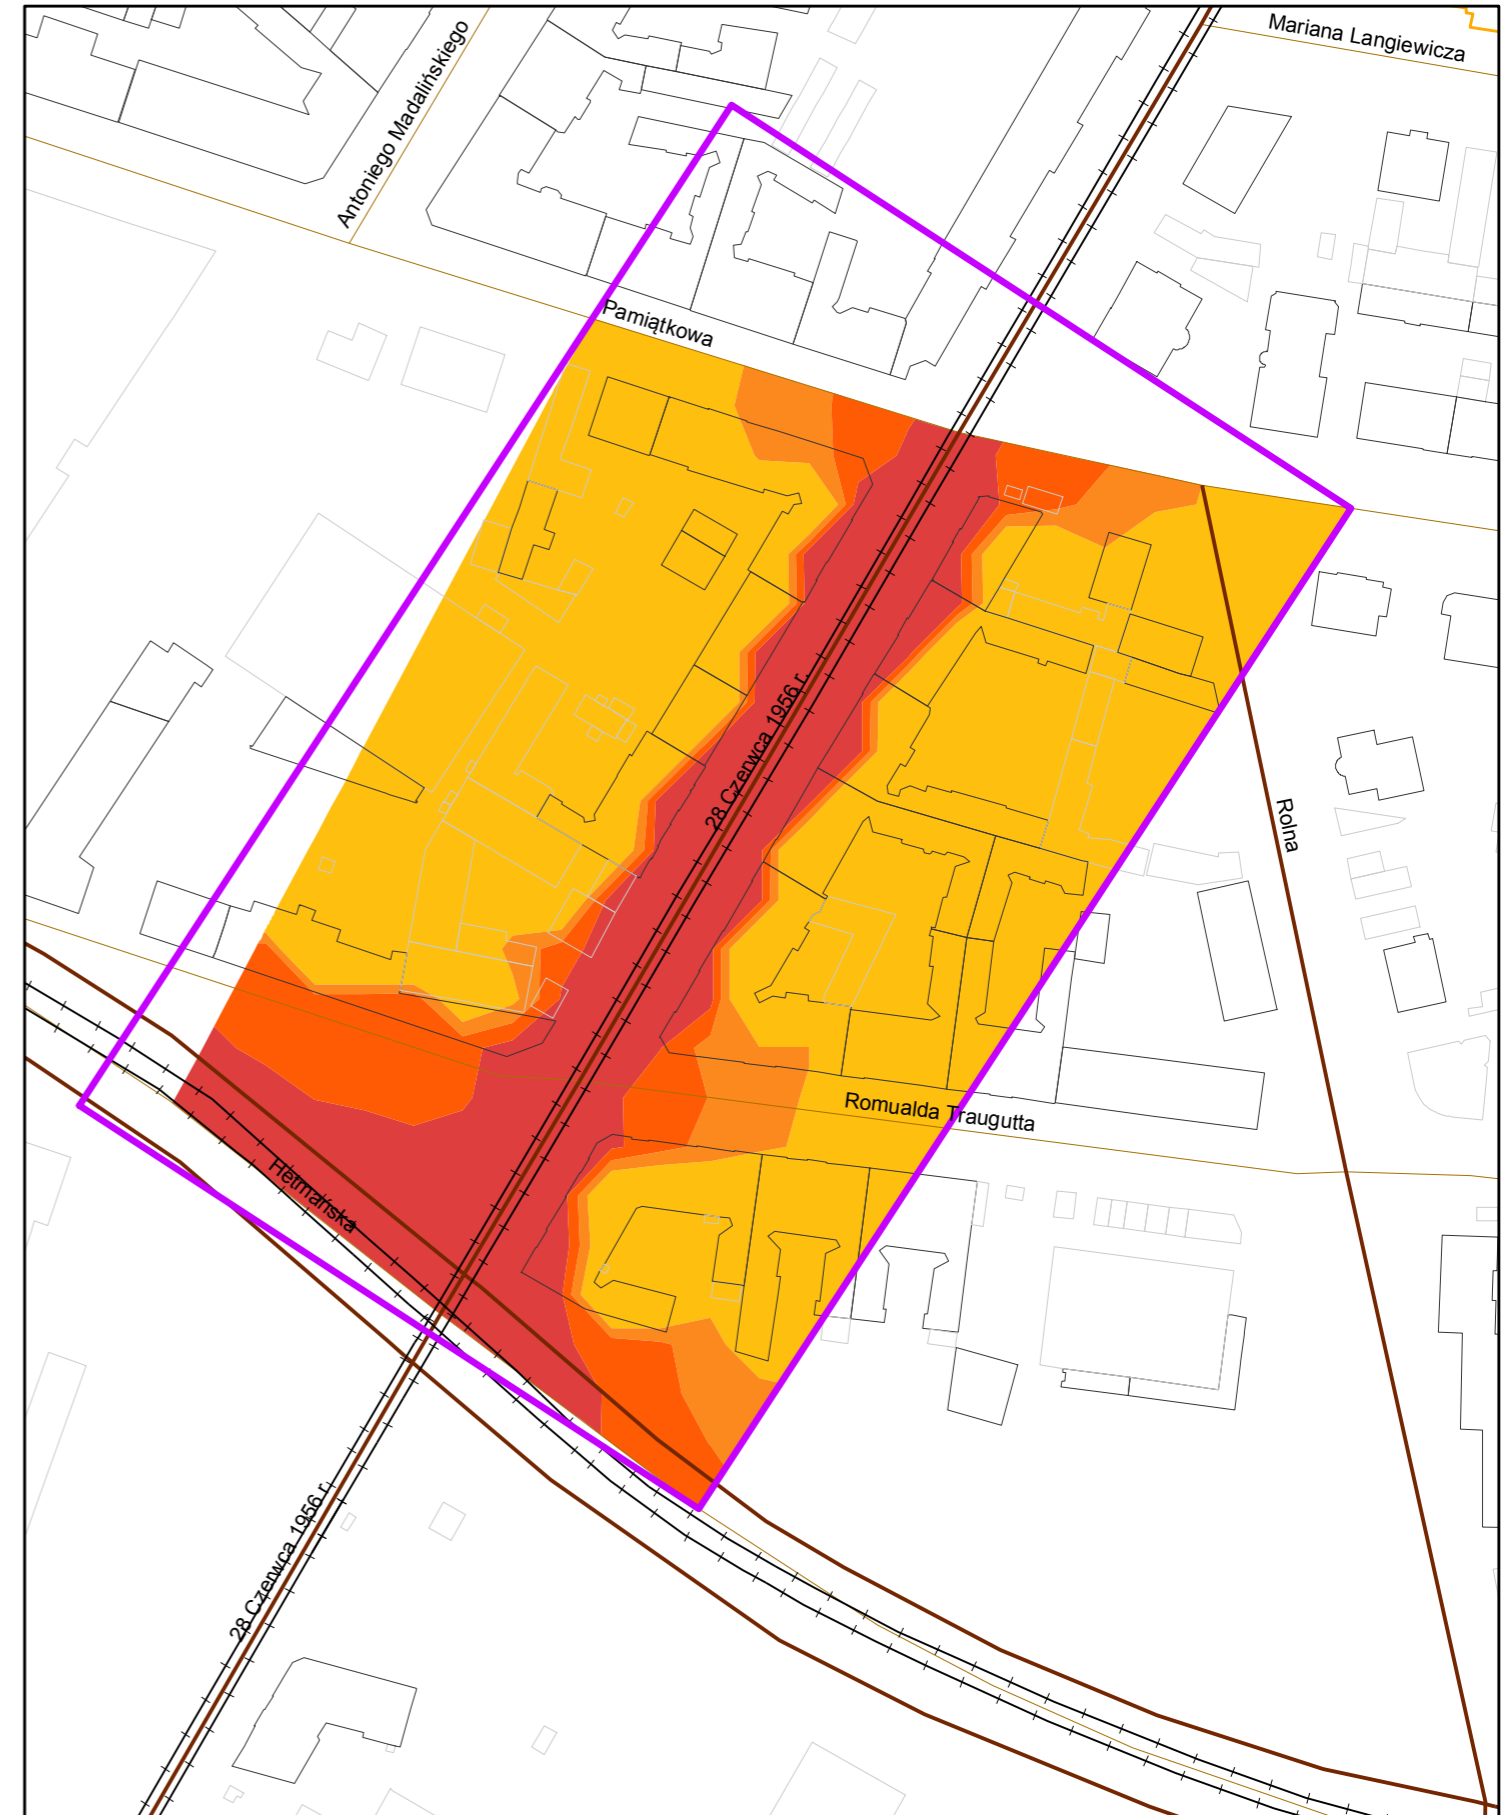 Mariana Langiewicza
Antoniego Madalińskiego
Pamiątkowa
28 Czerwca 1956 r.
Rolna
Romualda Traugutta
Hetmańska
28 Czerwca 1956 r.